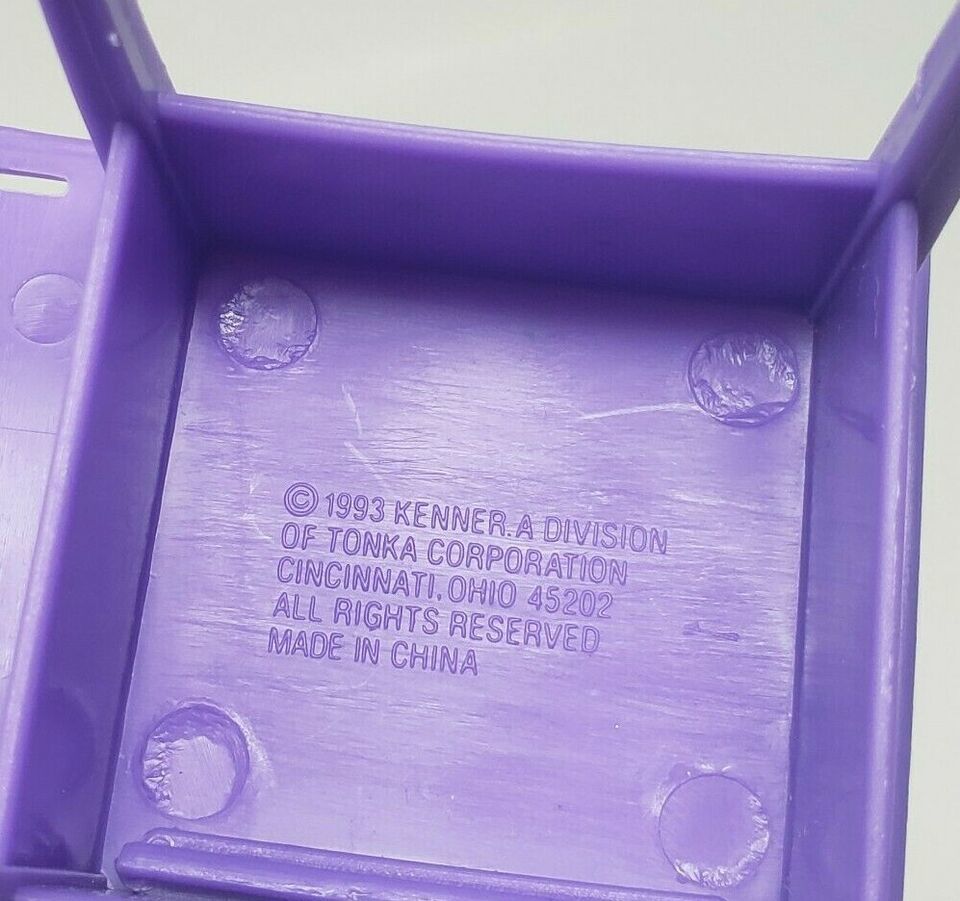 © 1993 KENNER. A DIVISION
OF TONKA CORPORATION
CINCINNATI, OHIO 45202
ALL RIGHTS RESERVED
MADE IN CHINA